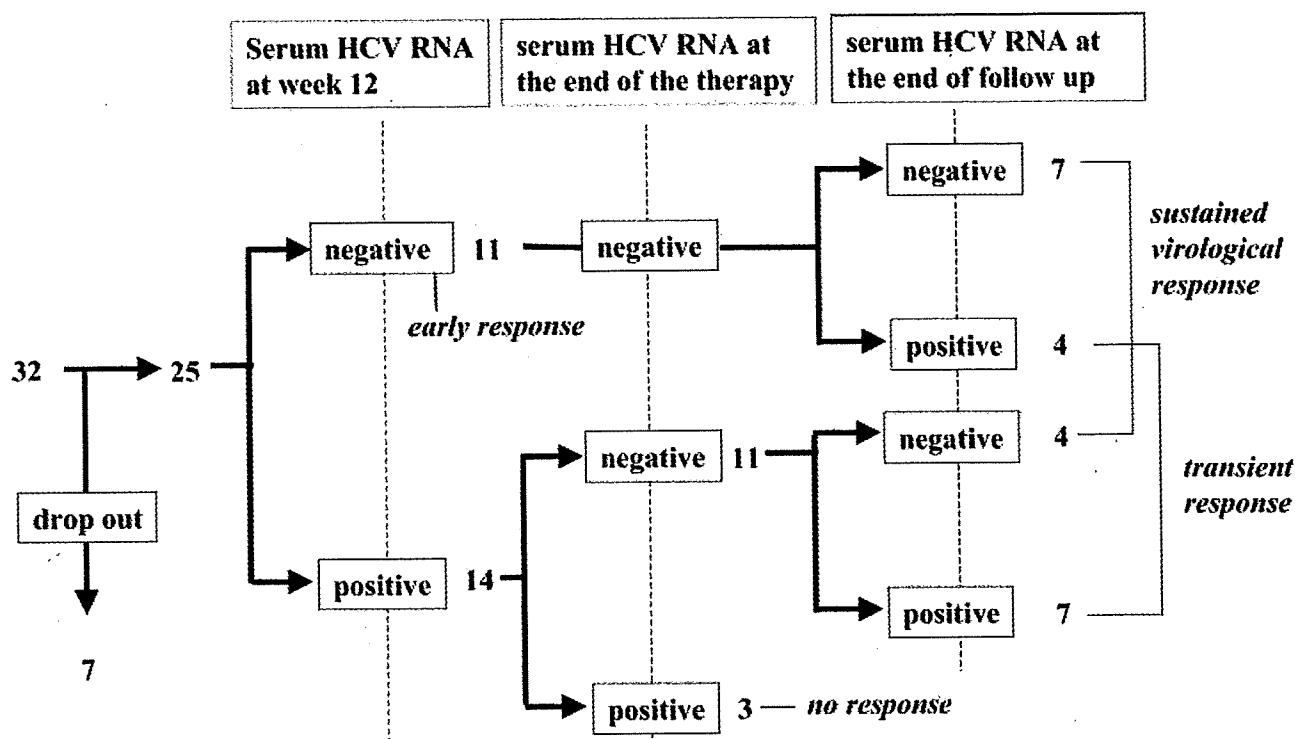 Serum HCV RNA
at week 12
serum HCV RNA at
the end of the therapy
serum HCV RNA at
the end of follow up
negative 7
sustained
virological
response
negative 11
negative
early response
positive 4
32
25
negative 4
negative 11
transient
response
drop out
positive 14
positive 7
7
positive 3
no response